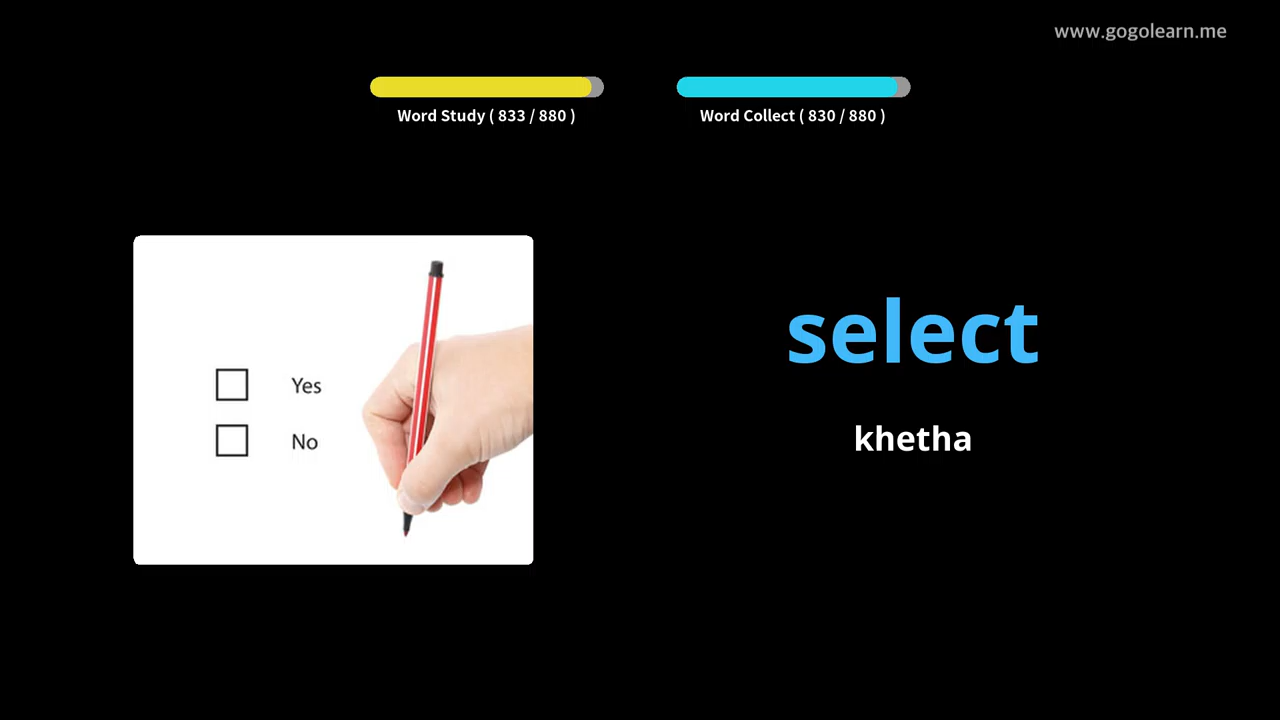 www.gogolearn.me
Word Study ( 833 / 880 )
Word Collect ( 830 / 880 )
Yes
No
select
khetha